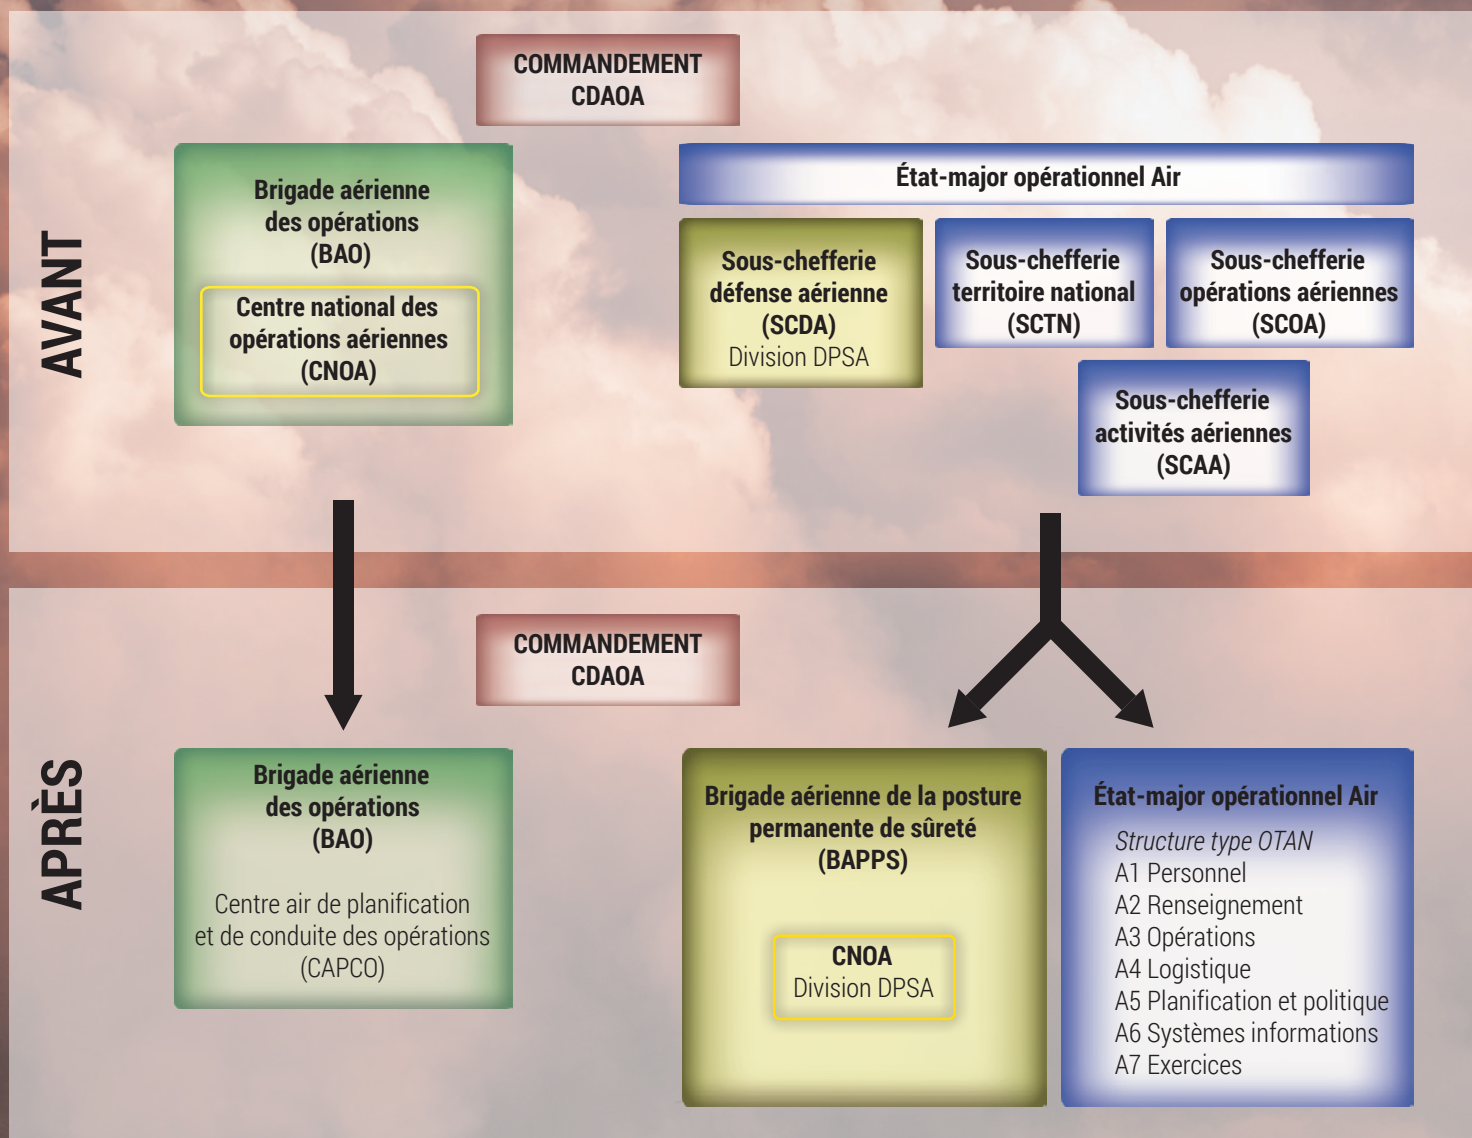 AVANT
COMMANDEMENT
CDAOA
Brigade aérienne
des opérations
(BAO)
Centre national des
opérations aériennes
(CNOA)
État-major opérationnel Air
Sous-chefferie
défense aérienne
(SCDA)
Division DPSA
Sous-chefferie
territoire national
(SCTN)
Sous-chefferie
opérations aériennes
(SCOA)
Sous-chefferie
activités aériennes
(SCAA)
APRÈS
COMMANDEMENT
CDAOA
Brigade aérienne
des opérations
(BAO)
Centre air de planification
et de conduite des opérations
(CAPCO)
Brigade aérienne de la posture
permanente de sûreté
(BAPPS)
CNOA
Division DPSA
État-major opérationnel Air
Structure type OTAN
A1 Personnel
A2 Renseignement
A3 Opérations
A4 Logistique
A5 Planification et politique
A6 Systèmes informations
A7 Exercices